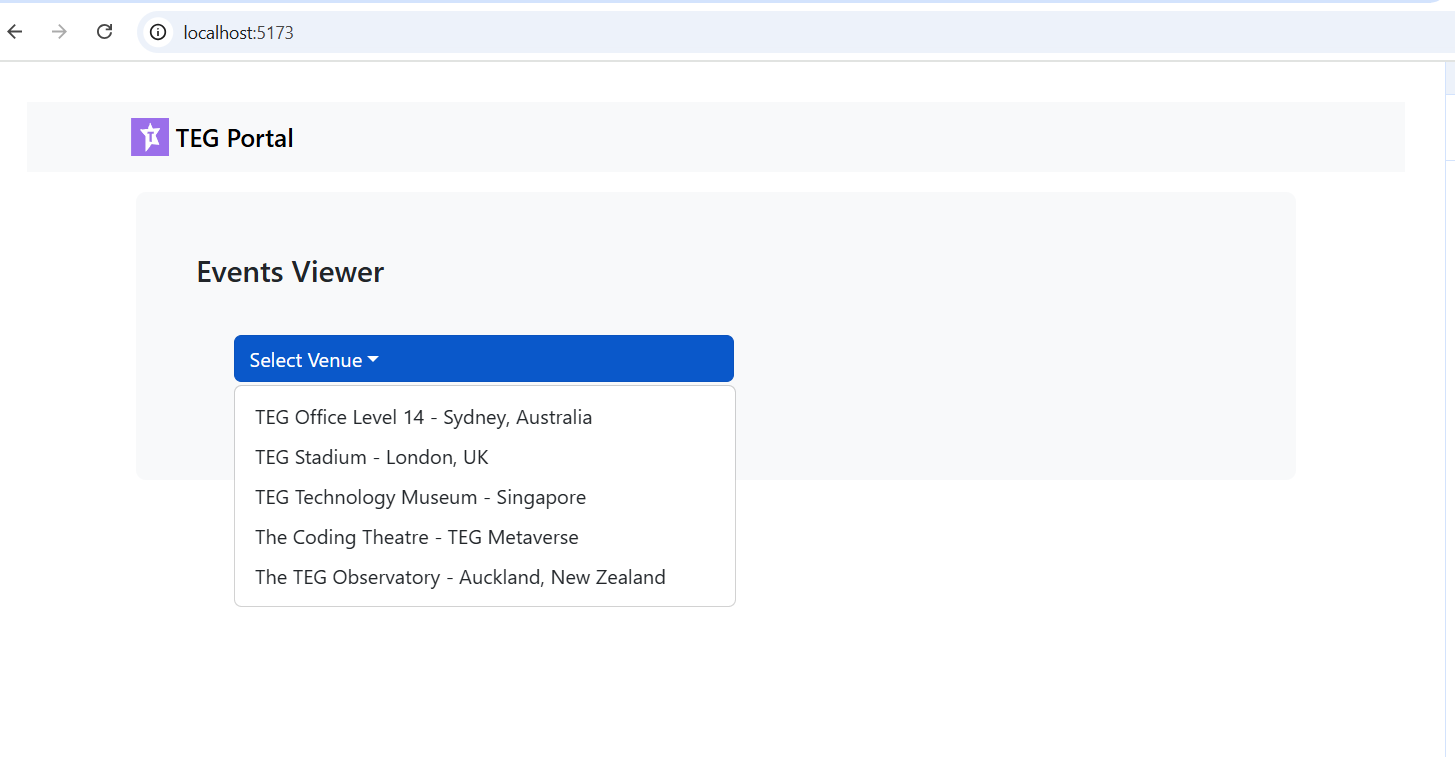 localhost:5173
TEG Portal
Events Viewer
Select Venue
TEG Office Level 14 - Sydney, Australia
TEG Stadium - London, UK
TEG Technology Museum - Singapore
The Coding Theatre - TEG Metaverse
The TEG Observatory - Auckland, New Zealand